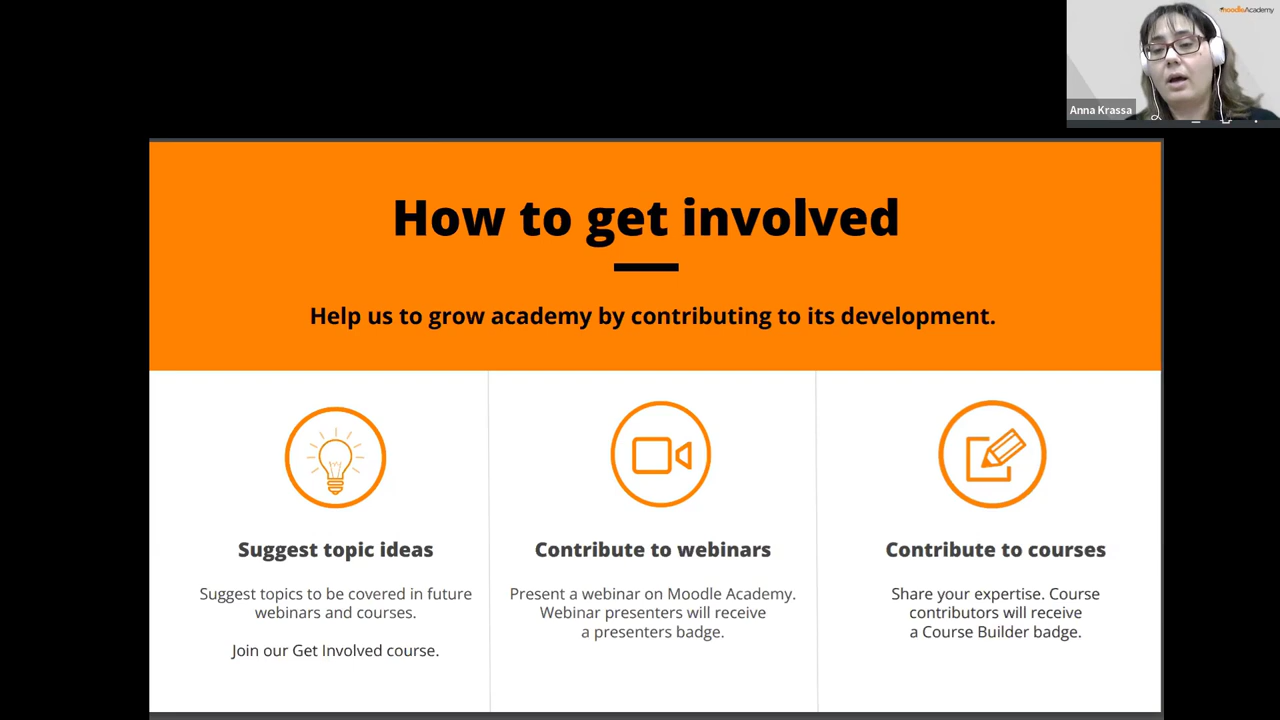 moodleAcademy
Anna Krassa
How to get involved
Help us to grow academy by contributing to its development.
Suggest topic ideas
Suggest topics to be covered in future
webinars and courses.
Join our Get Involved course.
Contribute to webinars
Present a webinar on Moodle Academy.
Webinar presenters will receive
a presenters badge.
Contribute to courses
Share your expertise. Course
contributors will receive
a Course Builder badge.